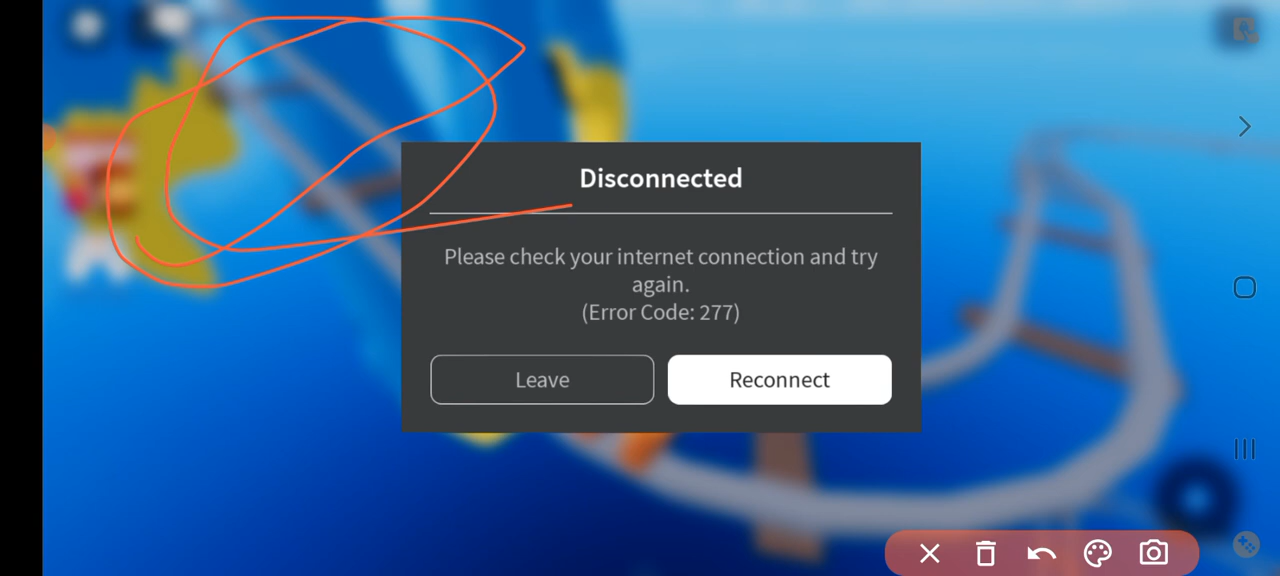 Disconnected
Please check your internet connection and try
again.
(Error Code: 277)
Leave
Reconnect